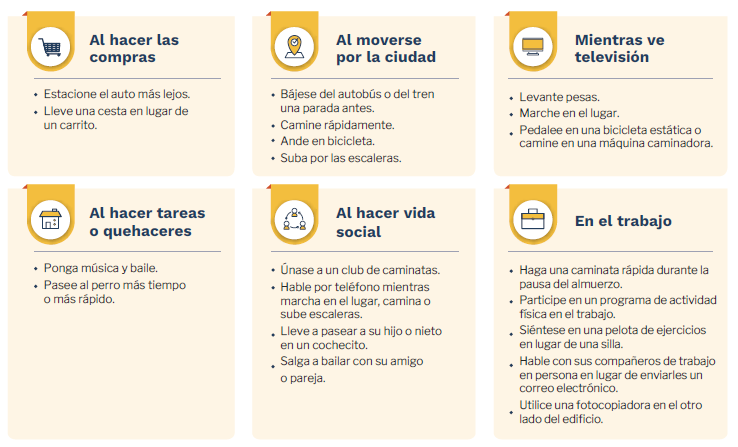 Al hacer las
compras
• Estacione el auto más lejos.
• Lleve una cesta en lugar de
un carrito.
Al moverse
por la ciudad
• Bájese del autobús o del tren
una parada antes.
• Camine rápidamente.
• Ande en bicicleta.
• Suba por las escaleras.
Mientras ve
televisión
• Levante pesas.
• Marche en el lugar.
• Pedalee en una bicicleta estática o
camine en una máquina caminadora.
Al hacer tareas
o quehaceres
• Ponga música y baile.
• Pasee al perro más tiempo
o más rápido.
Al hacer vida
social
• Únase a un club de caminatas.
• Hable por teléfono mientras
marcha en el lugar, camina o
sube escaleras.
• Lleve a pasear a su hijo o nieto
en un cochecito.
• Salga a bailar con su amigo
o pareja.
En el trabajo
• Haga una caminata rápida durante la
pausa del almuerzo.
• Participe en un programa de actividad
física en el trabajo.
• Siéntese en una pelota de ejercicios
en lugar de una silla.
• Hable con sus compañeros de trabajo
en persona en lugar de enviarles un
correo electrónico.
• Utilice una fotocopiadora en el otro
lado del edificio.